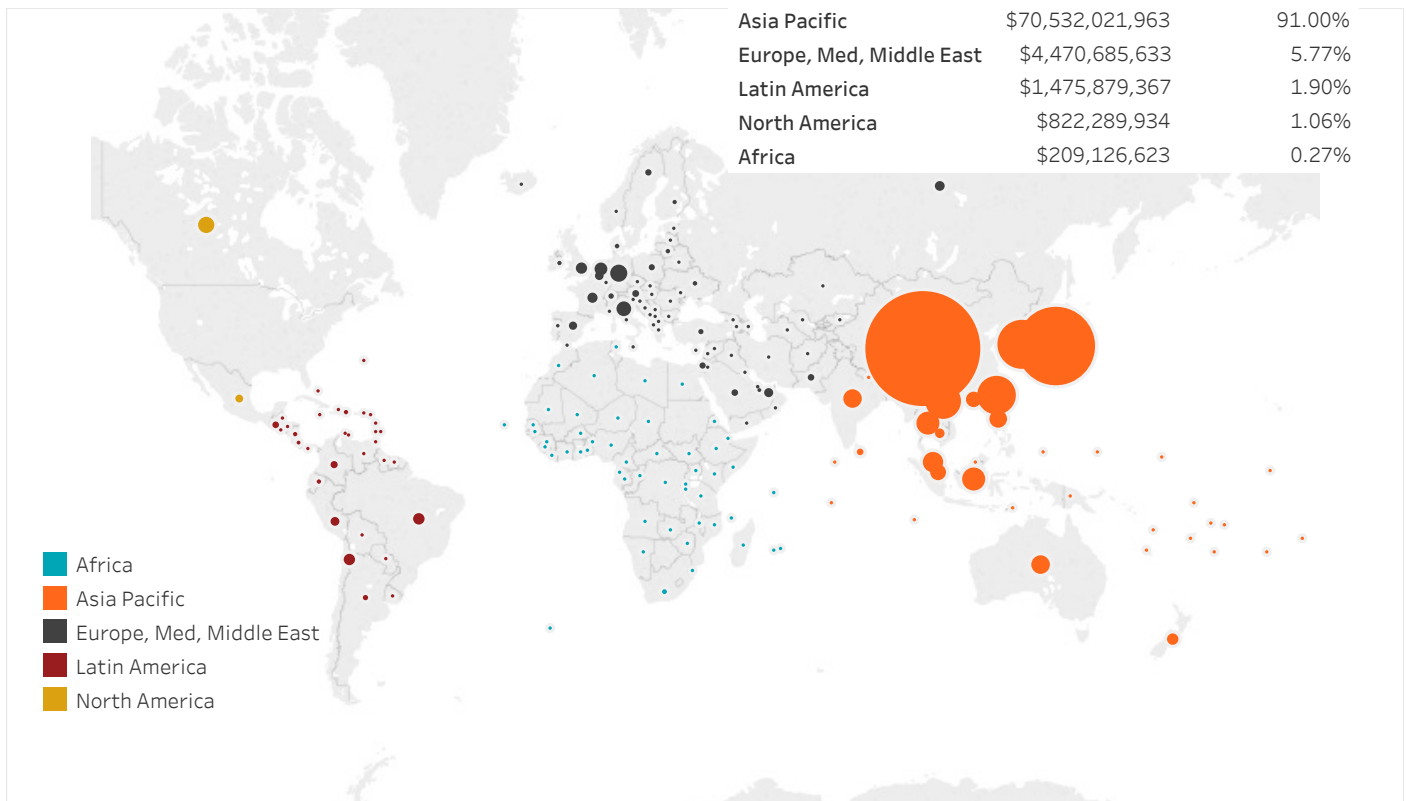 Asia Pacific $70,532,021,963 91.00%
Europe, Med, Middle East $4,470,685,633 5.77%
Latin America $1,475,879,367 1.90%
North America $822,289,934 1.06%
Africa $209,126,623 0.27%
Africa
Asia Pacific
Europe, Med, Middle East
Latin America
North America